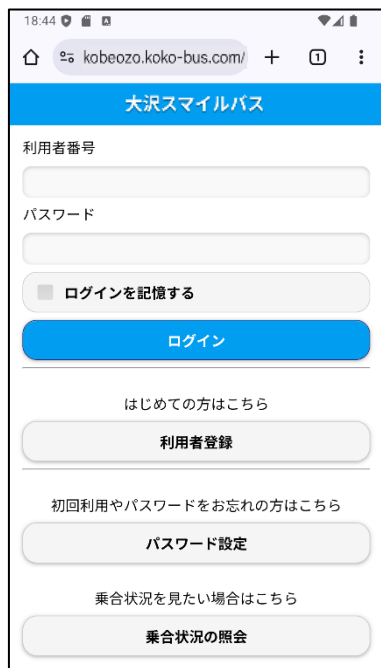 18:44
kobeozo.koko-bus.com/
1
大沢スマイルバス
利用者番号
パスワード
ログインを記憶する
ログイン
はじめての方はこちら
利用者登録
初回利用やパスワードをお忘れの方はこちら
パスワード設定
乗合状況を見たい場合はこちら
乗合状況の照会